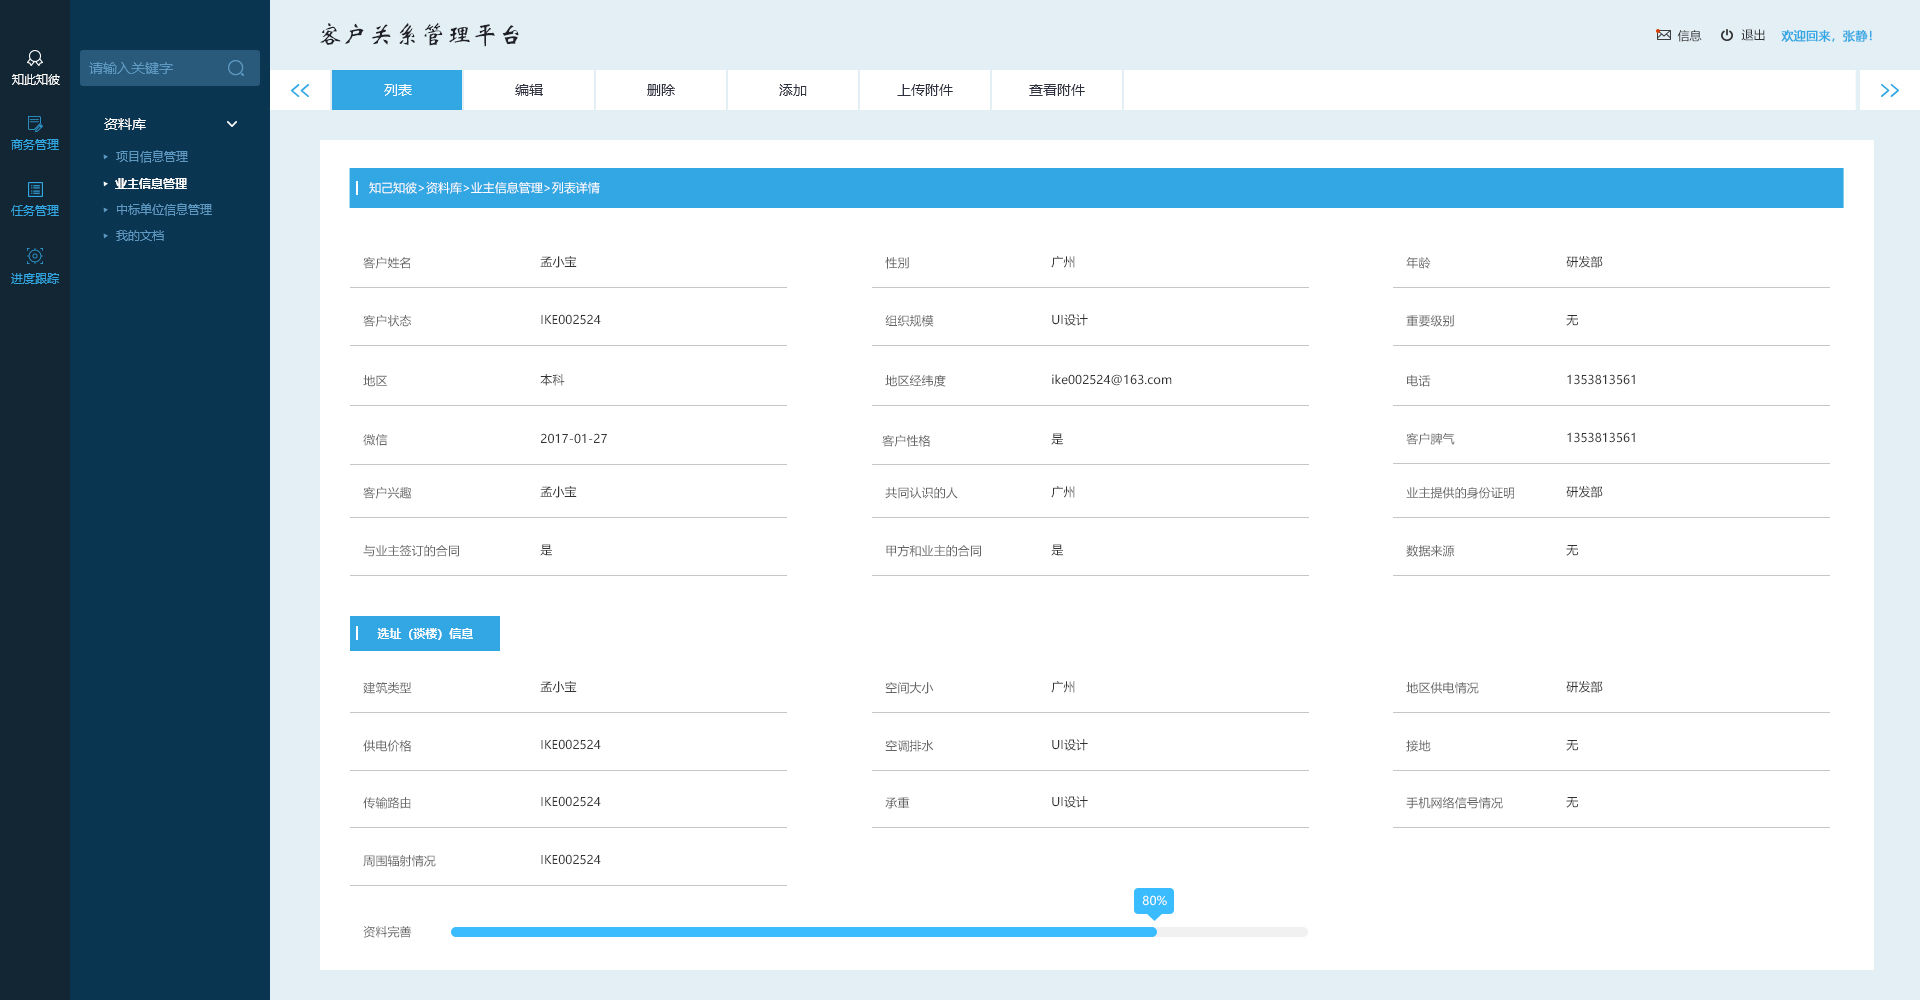 客户关系管理平台
信息 退出 欢迎回来，张静！
知此知彼
商务管理
任务管理
进度跟踪
请输入关键字
资料库
项目信息管理
业主信息管理
中标单位信息管理
我的文档
列表 编辑 删除 添加 上传附件 查看附件
知己知彼>资料库>业主信息管理>列表详情
客户姓名 孟小宝 性别 广州 年龄 研发部
客户状态 IKE002524 组织规模 UI设计 重要级别 无
地区 本科 地区经纬度 ike002524@163.com 电话 1353813561
微信 2017-01-27 客户性格 是 客户脾气 1353813561
客户兴趣 孟小宝 共同认识的人 广州 业主提供的身份证明 研发部
与业主签订的合同 是 甲方和业主的合同 是 数据来源 无
选址（谈楼）信息
建筑类型 孟小宝 空间大小 广州 地区供电情况 研发部
供电价格 IKE002524 空调排水 UI设计 接地 无
传输路由 IKE002524 承重 UI设计 手机网络信号情况 无
周围辐射情况 IKE002524
80%
资料完善